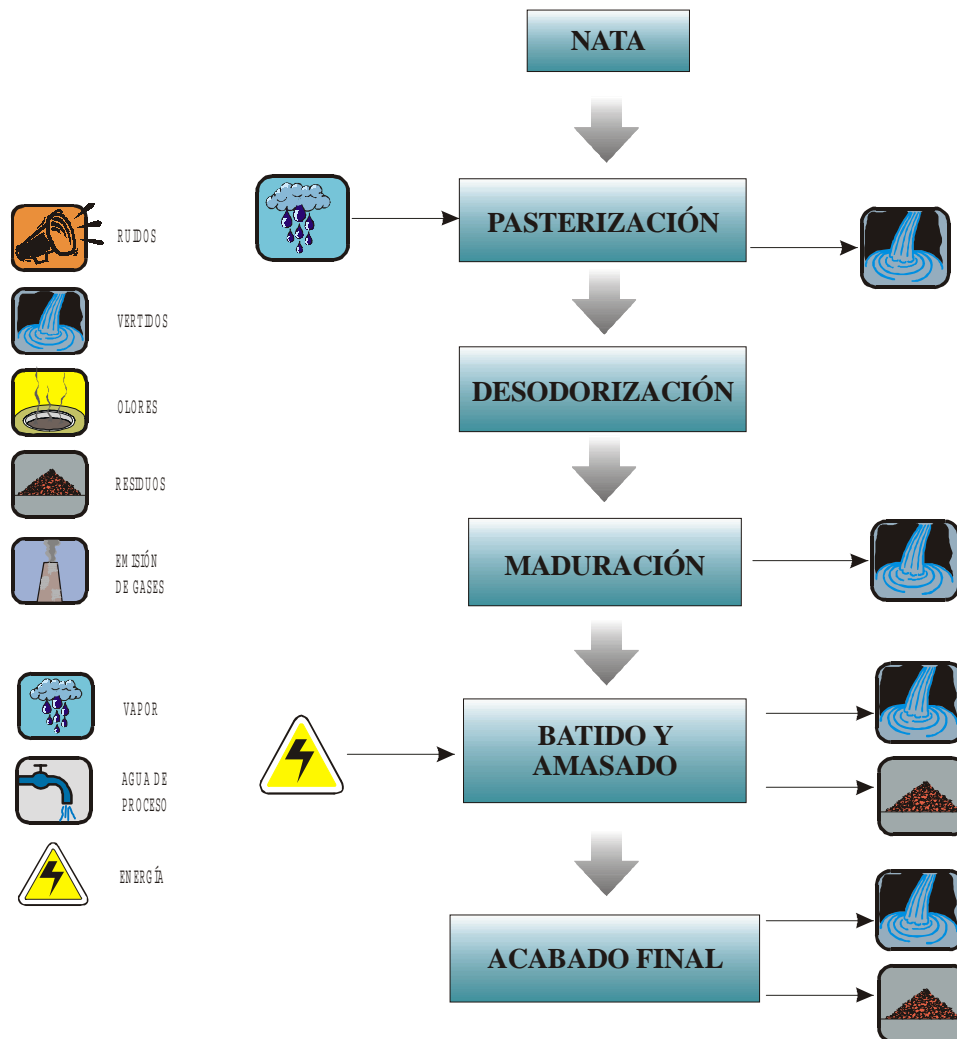 NATA
PASTERIZACIÓN
DESODORIZACIÓN
MADURACIÓN
BATIDO Y
AMASADO
ACABADO FINAL
RUIDOS
VERTIDOS
OLORES
RESIDUOS
EMISIÓN
DE GASES
VAPOR
AGUA DE
PROCESO
ENERGÍA